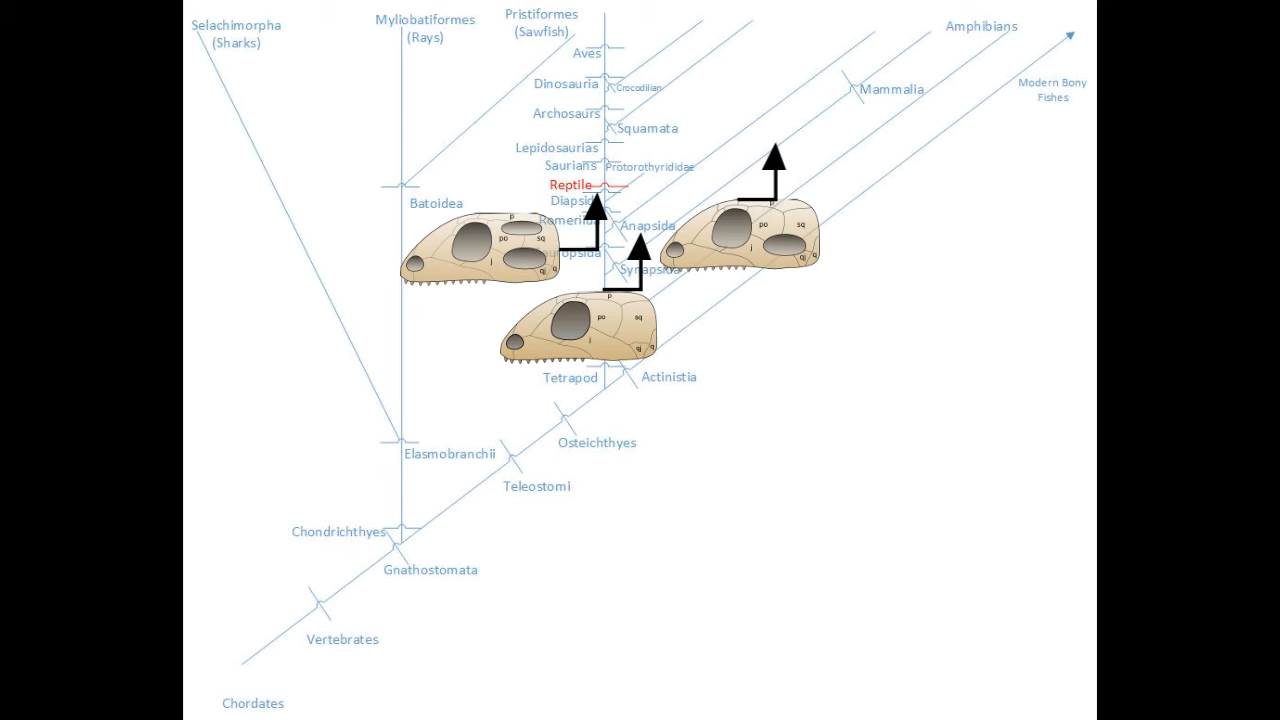 Selachimorpha
(Sharks)
Myliobatiformes
(Rays)
Pristiformes
(Sawfish)
Amphibians
Aves
Dinosauria
Crocodilian
Modern Bony
Fishes
Mammalia
Archosaurs
Squamata
Lepidosaurias
Saurians
Protorothyrididae
Reptile
Diapsid
Batoidea
Anapsida
Synapsida
p
po
sq
j
qj
q
p
po
sq
j
qj
q
p
po
sq
j
qj
q
Tetrapod
Actinistia
Osteichthyes
Elasmobranchii
Teleostomi
Chondrichthyes
Gnathostomata
Vertebrates
Chordates